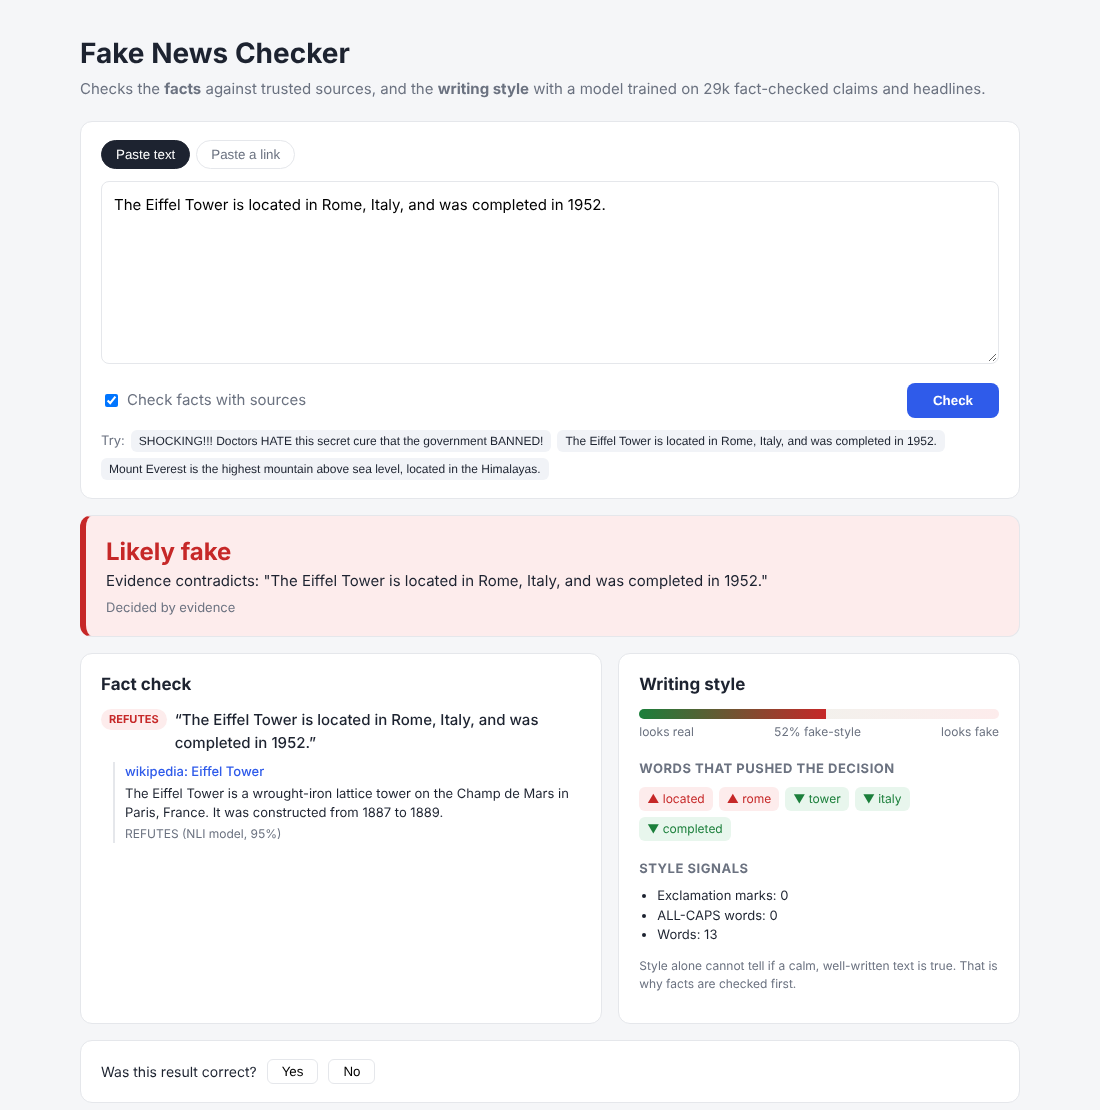 Fake News Checker
Checks the facts against trusted sources, and the writing style with a model trained on 29k fact-checked claims and headlines.
Paste text Paste a link
The Eiffel Tower is located in Rome, Italy, and was completed in 1952.
Check facts with sources Check
Try: SHOCKING!!! Doctors HATE this secret cure that the government BANNED! The Eiffel Tower is located in Rome, Italy, and was completed in 1952.
Mount Everest is the highest mountain above sea level, located in the Himalayas.
Likely fake
Evidence contradicts: "The Eiffel Tower is located in Rome, Italy, and was completed in 1952."
Decided by evidence
Fact check
REFUTES “The Eiffel Tower is located in Rome, Italy, and was
completed in 1952.”
wikipedia: Eiffel Tower
The Eiffel Tower is a wrought-iron lattice tower on the Champ de Mars in
Paris, France. It was constructed from 1887 to 1889.
REFUTES (NLI model, 95%)
Writing style
looks real 52% fake-style looks fake
WORDS THAT PUSHED THE DECISION
▲ located ▲ rome ▼ tower ▼ italy
▼ completed
STYLE SIGNALS
• Exclamation marks: 0
• ALL-CAPS words: 0
• Words: 13
Style alone cannot tell if a calm, well-written text is true. That is
why facts are checked first.
Was this result correct? Yes No